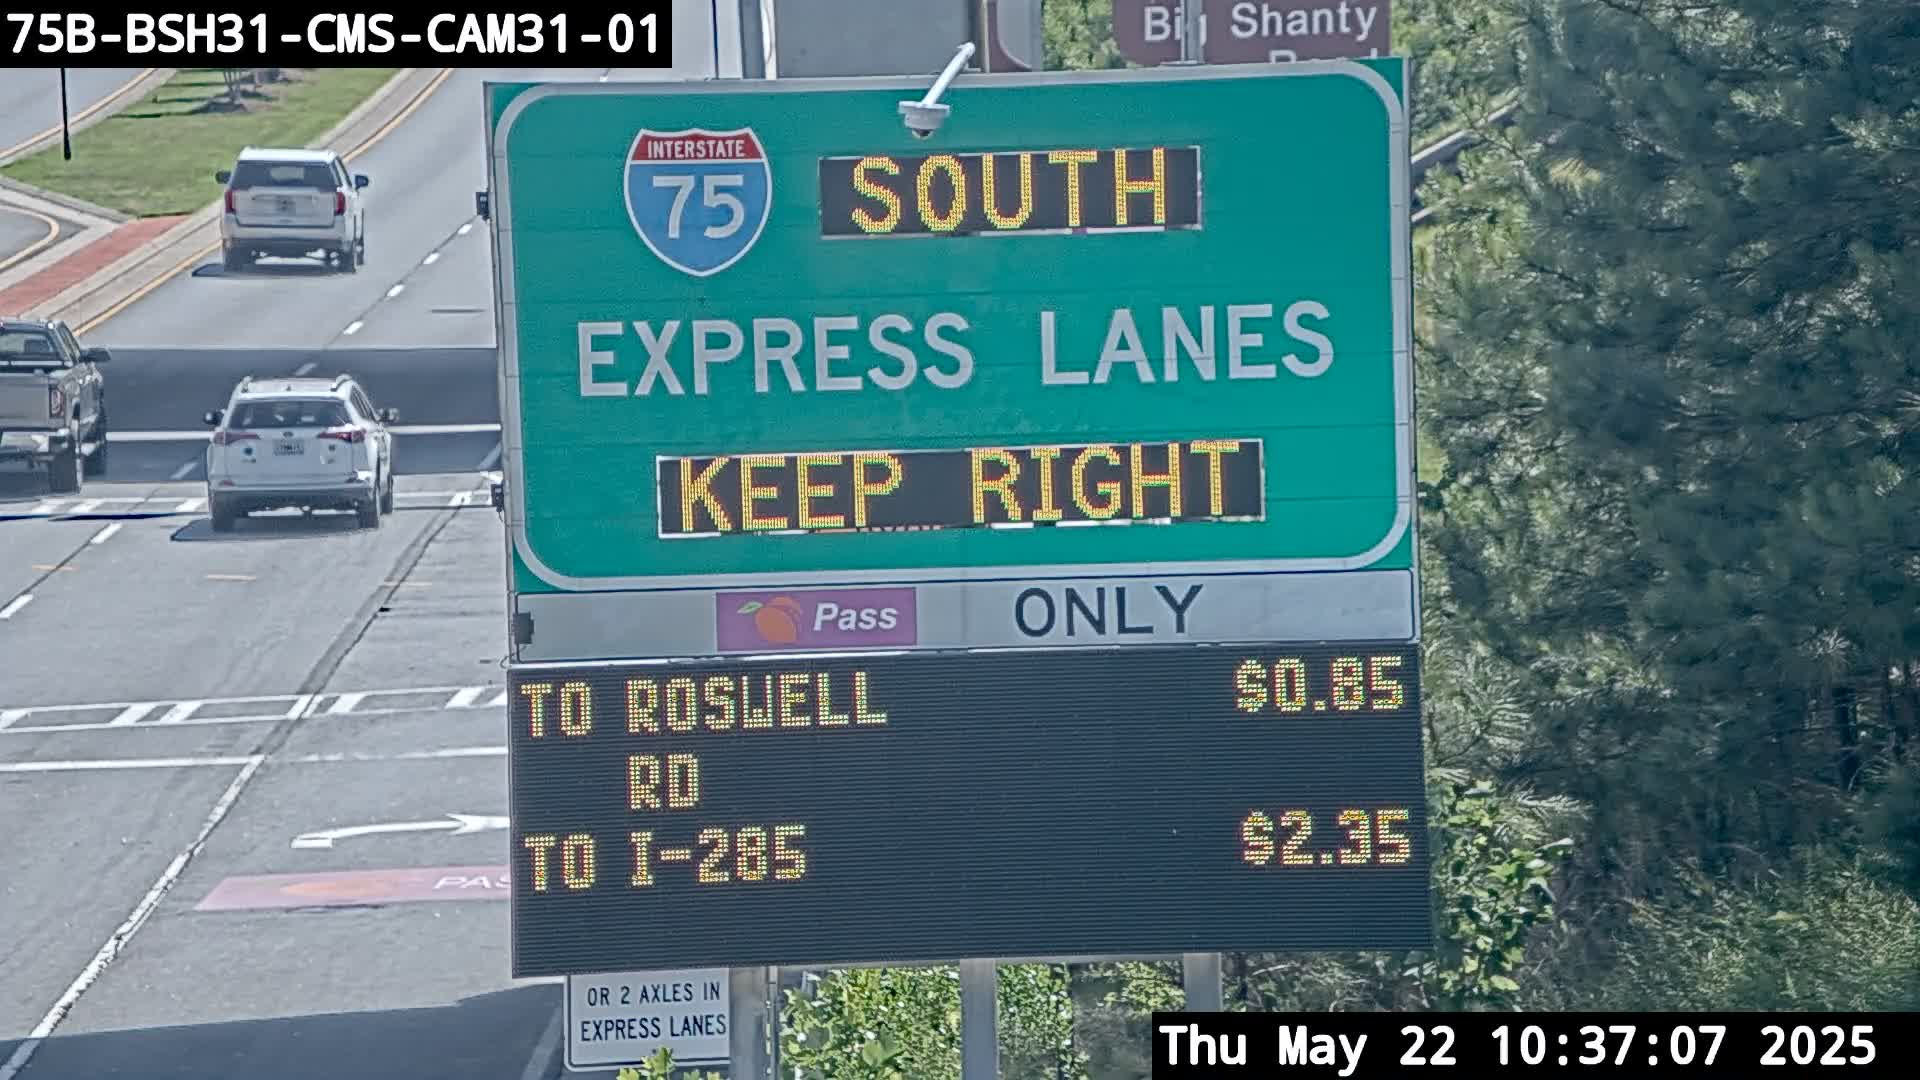 75B-BSH31-CMS-CAM31-01
Big Shanty
INTERSTATE
75
SOUTH
EXPRESS LANES
KEEP RIGHT
Pass ONLY
TO ROSWELL $0.85
RD
TO I-285 $2.35
OR 2 AXLES IN
EXPRESS LANES
Thu May 22 10:37:07 2025